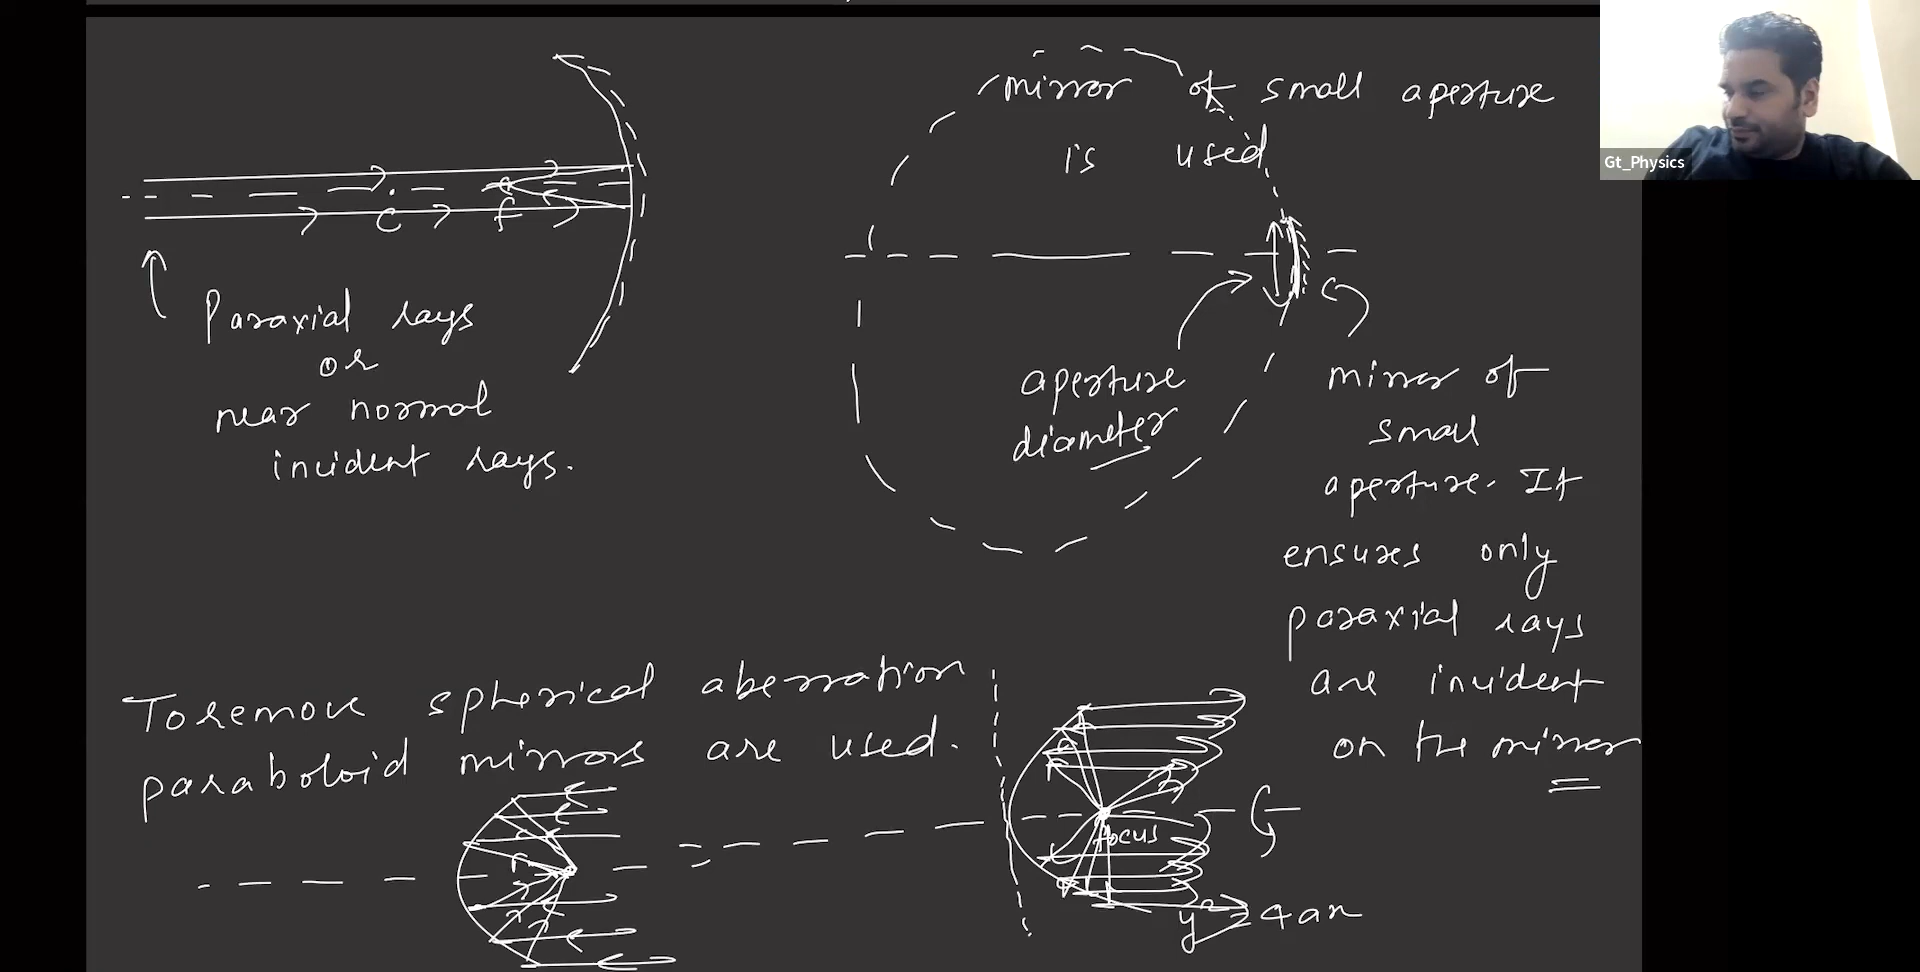 mirror of small aperture
is used
Gt_Physics
C f
Paraxial rays
or
near normal
incident rays.
aperture
diameter
mirror of
small
aperture. It
ensures only
paraxial rays
are incident
on the mirror
To remove spherical aberration
paraboloid mirrors are used.
focus
y² = 4ax